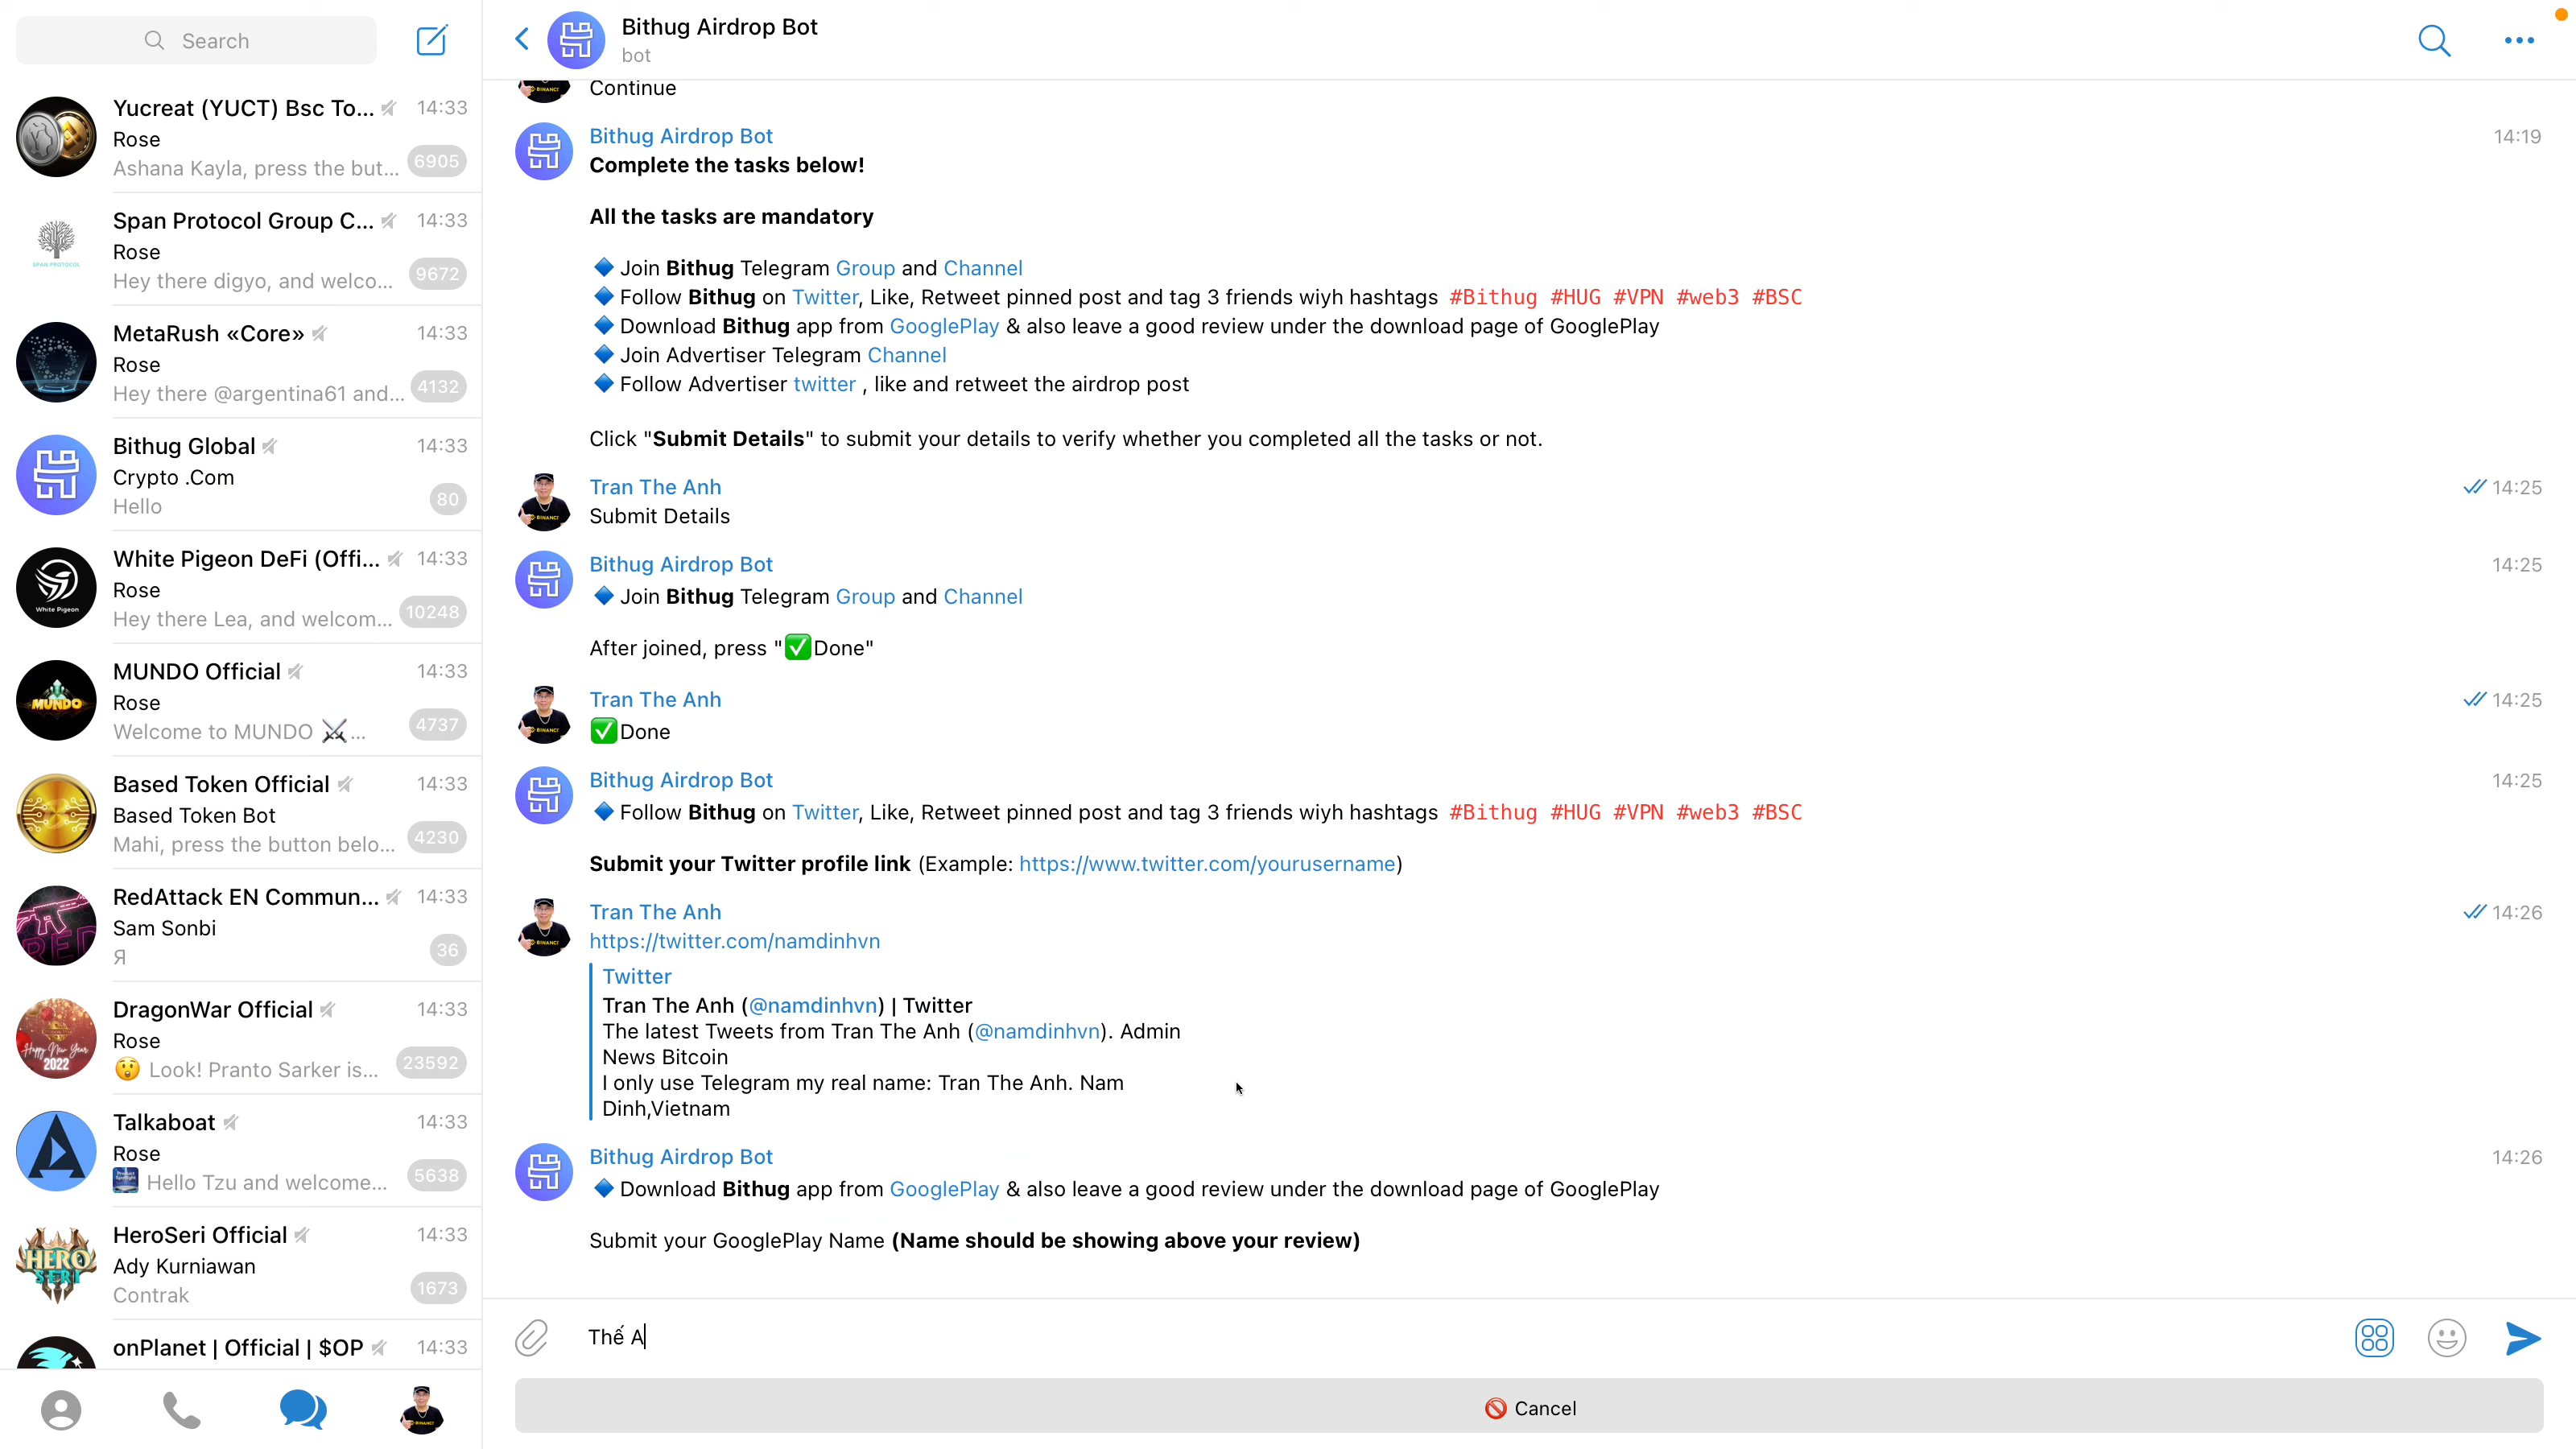 Search
Yucreat (YUCT) Bsc To... 14:33
Rose
Ashana Kayla, press the but... 6905
Span Protocol Group C... 14:33
Rose
Hey there digyo, and welco... 9672
SPAN PROTOCOL
MetaRush «Core» 14:33
Rose
Hey there @argentina61 and... 4132
Bithug Global 14:33
Crypto .Com
Hello 80
White Pigeon DeFi (Offi... 14:33
Rose
Hey there Lea, and welcom... 10248
White Pigeon
MUNDO Official 14:33
Rose
Welcome to MUNDO ⚔️... 4737
MUNDO
Based Token Official 14:33
Based Token Bot
Mahi, press the button belo... 4230
RedAttack EN Commun... 14:33
Sam Sonbi
Я 36
RED
DragonWar Official 14:33
Rose
😲 Look! Pranto Sarker is... 23592
Happy New Year
2022
Talkaboat 14:33
Rose
Hello Tzu and welcome... 5638
HeroSeri Official 14:33
Ady Kurniawan
Contrak 1673
HERO
SERI
onPlanet | Official | $OP 14:33
Bithug Airdrop Bot
bot
Continue
Bithug Airdrop Bot 14:19
Complete the tasks below!
All the tasks are mandatory
🔷 Join Bithug Telegram Group and Channel
🔷 Follow Bithug on Twitter, Like, Retweet pinned post and tag 3 friends wiyh hashtags #Bithug #HUG #VPN #web3 #BSC
🔷 Download Bithug app from GooglePlay & also leave a good review under the download page of GooglePlay
🔷 Join Advertiser Telegram Channel
🔷 Follow Advertiser twitter , like and retweet the airdrop post
Click "Submit Details" to submit your details to verify whether you completed all the tasks or not.
Tran The Anh 14:25
Submit Details
Bithug Airdrop Bot 14:25
🔷 Join Bithug Telegram Group and Channel
After joined, press "✅Done"
Tran The Anh 14:25
✅Done
Bithug Airdrop Bot 14:25
🔷 Follow Bithug on Twitter, Like, Retweet pinned post and tag 3 friends wiyh hashtags #Bithug #HUG #VPN #web3 #BSC
Submit your Twitter profile link (Example: https://www.twitter.com/yourusername)
Tran The Anh 14:26
https://twitter.com/namdinhvn
Twitter
Tran The Anh (@namdinhvn) | Twitter
The latest Tweets from Tran The Anh (@namdinhvn). Admin
News Bitcoin
I only use Telegram my real name: Tran The Anh. Nam
Dinh,Vietnam
Bithug Airdrop Bot 14:26
🔷 Download Bithug app from GooglePlay & also leave a good review under the download page of GooglePlay
Submit your GooglePlay Name (Name should be showing above your review)
Thế A
🚫 Cancel